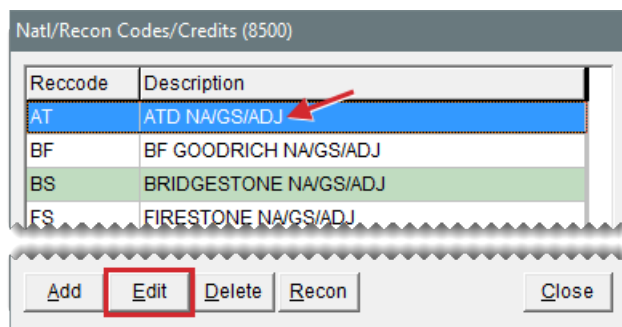 Natl/Recon Codes/Credits (8500)
Reccode Description
AT ATD NA/GS/ADJ
BF BF GOODRICH NA/GS/ADJ
BS BRIDGESTONE NA/GS/ADJ
FS FIRESTONE NA/GS/ADJ
Add Edit Delete Recon Close